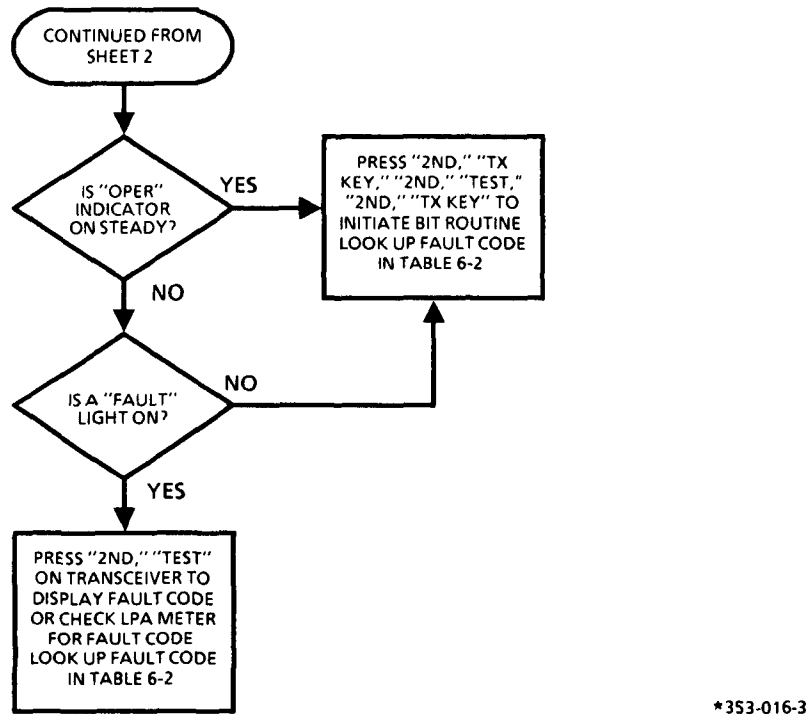 CONTINUED FROM
SHEET 2
IS "OPER"
INDICATOR
ON STEADY?
YES
PRESS "2ND," "TX
KEY," "2ND," "TEST,"
"2ND," "TX KEY" TO
INITIATE BIT ROUTINE
LOOK UP FAULT CODE
IN TABLE 6-2
NO
IS A "FAULT"
LIGHT ON?
NO
YES
PRESS "2ND," "TEST"
ON TRANSCEIVER TO
DISPLAY FAULT CODE
OR CHECK LPA METER
FOR FAULT CODE
LOOK UP FAULT CODE
IN TABLE 6-2
*353-016-3